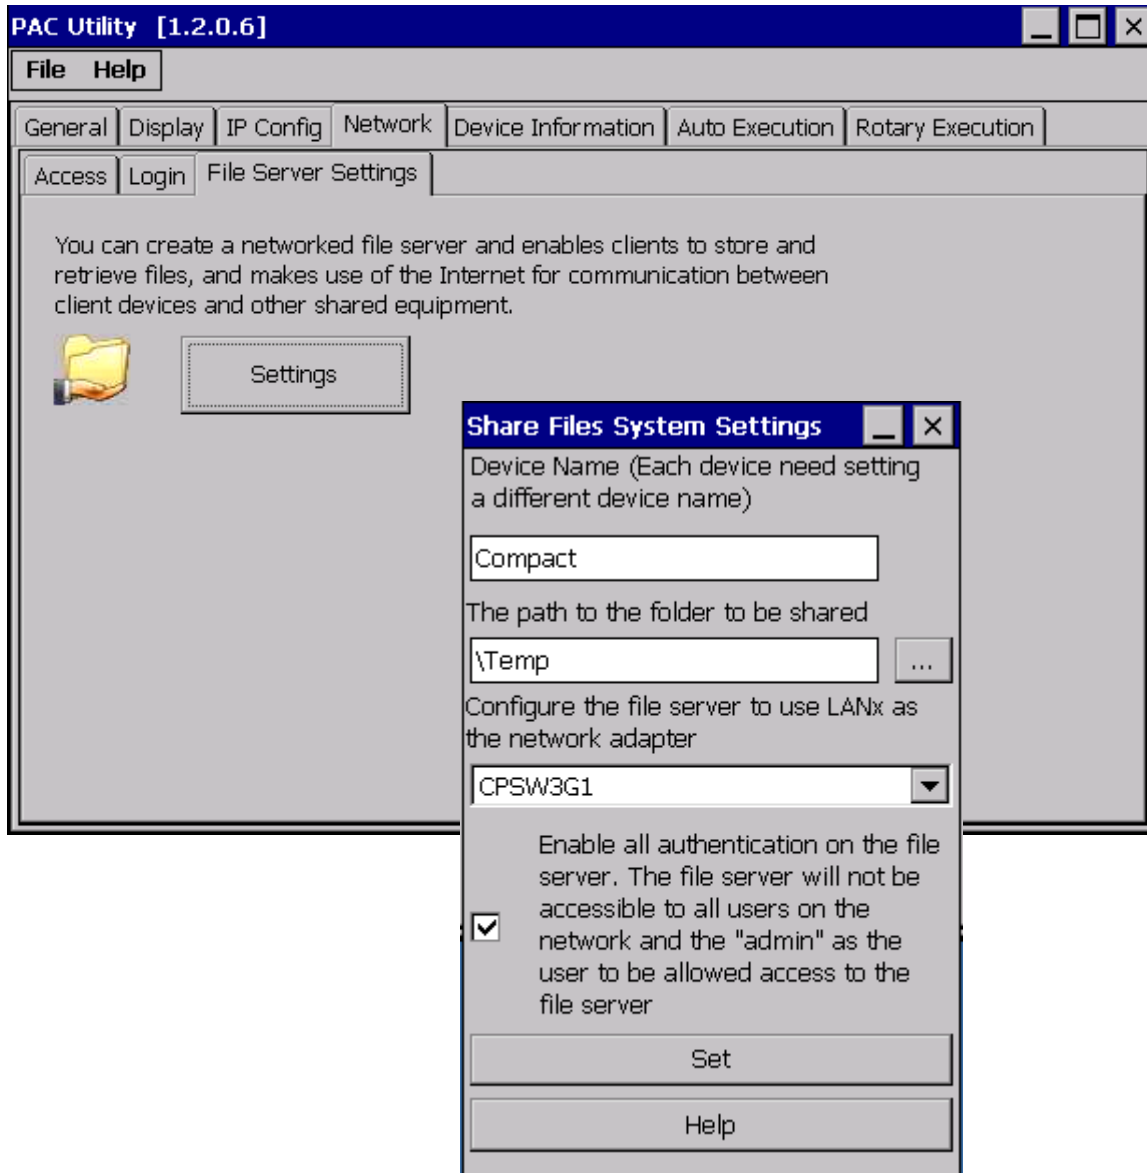 PAC Utility [1.2.0.6]
File Help
General Display IP Config Network Device Information Auto Execution Rotary Execution
Access Login File Server Settings
You can create a networked file server and enables clients to store and
retrieve files, and makes use of the Internet for communication between
client devices and other shared equipment.
Settings
Share Files System Settings
Device Name (Each device need setting
a different device name)
Compact
The path to the folder to be shared
\Temp
...
Configure the file server to use LANx as
the network adapter
CPSW3G1
Enable all authentication on the file
server. The file server will not be
accessible to all users on the
network and the "admin" as the
user to be allowed access to the
file server
Set
Help